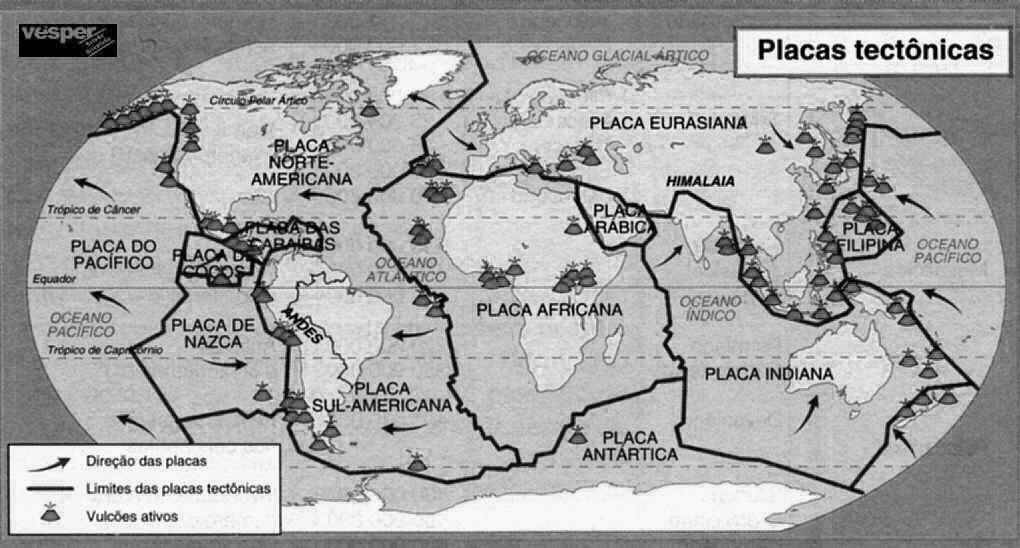 vesper
Placas tectônicas
OCEANO GLACIAL ÁRTICO
Círculo Polar Ártico
PLACA EURASIANA
PLACA
NORTE-
AMERICANA
HIMALAIA
Trópico de Câncer
PLACA DAS
CARAÍBAS
PLACA
ARÁBICA
PLACA
FILIPINA
PLACA DO
PACÍFICO
PLACA DE
COCOS
OCEANO
ATLÂNTICO
OCEANO
PACÍFICO
Equador
OCEANO
PACÍFICO
PLACA DE
NAZCA
ANDES
PLACA AFRICANA
OCEANO
ÍNDICO
Trópico de Capricórnio
PLACA INDIANA
PLACA
SUL-AMERICANA
PLACA
ANTÁRTICA
Direção das placas
Limites das placas tectônicas
Vulcões ativos